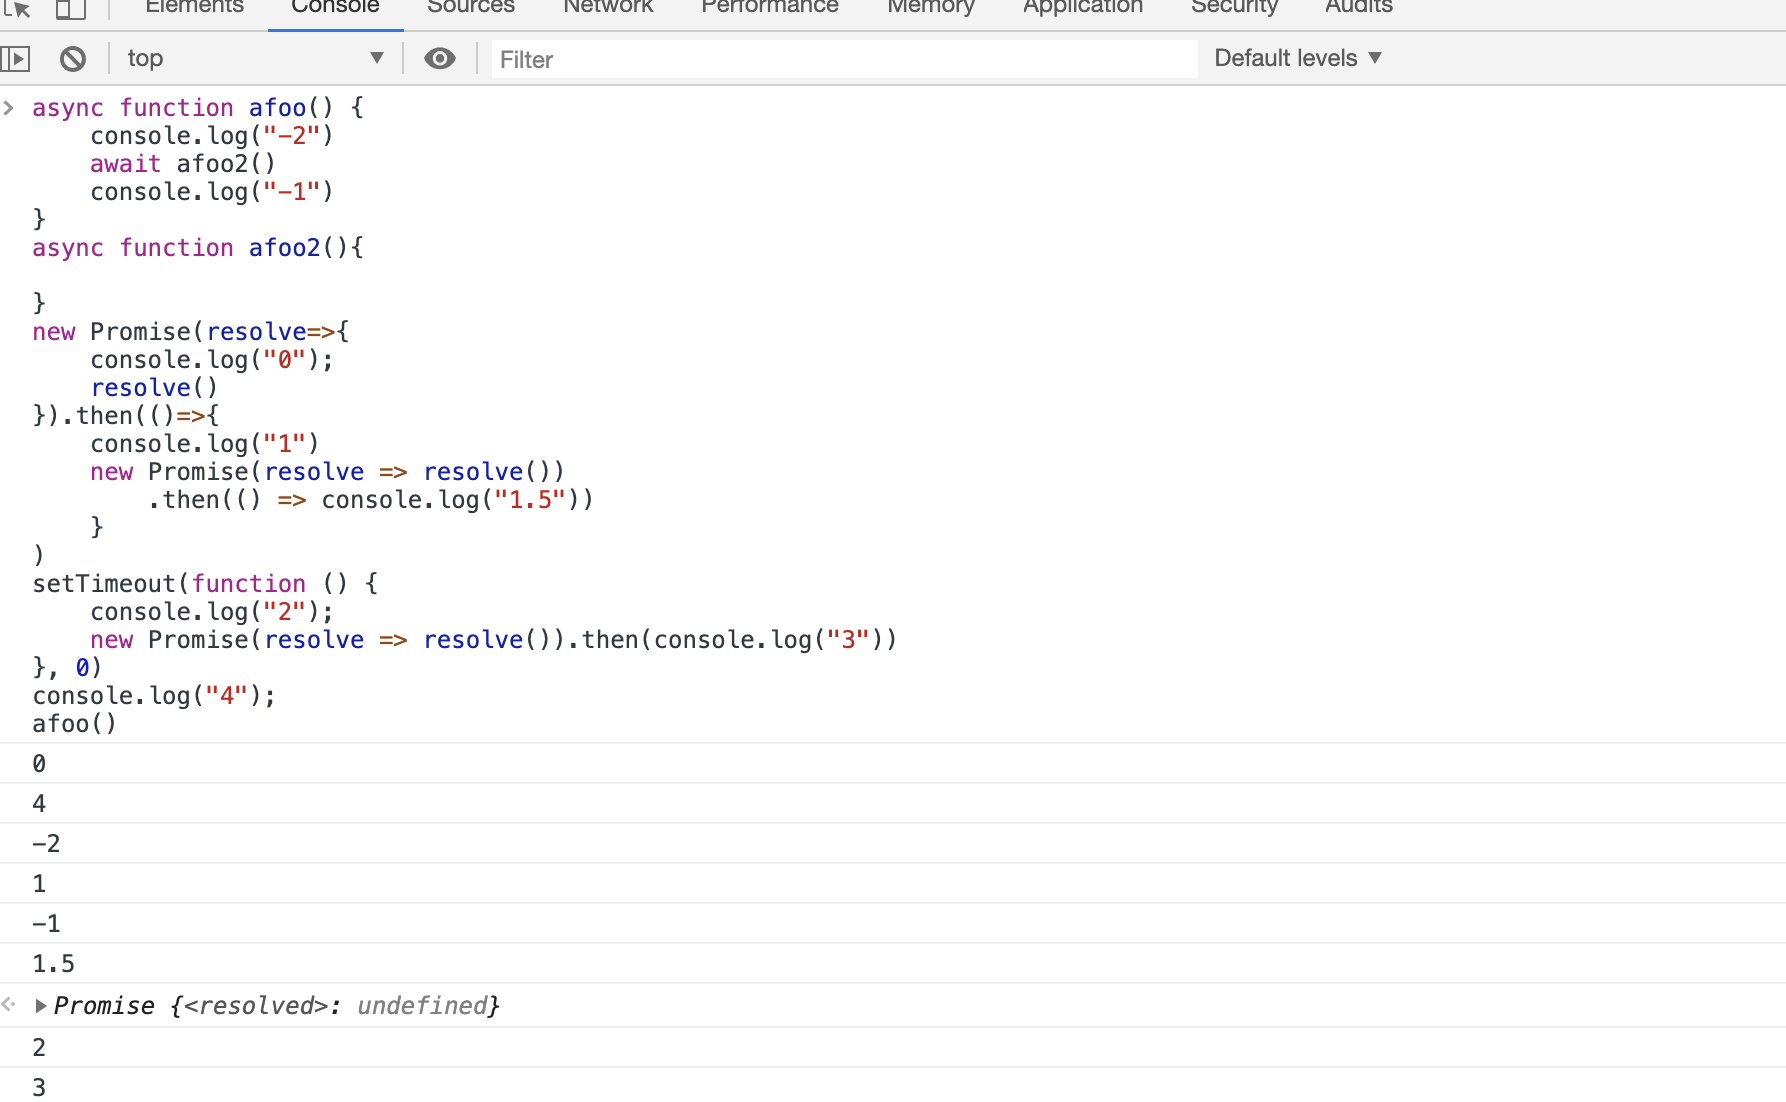 Elements Console Sources Network Performance Memory Application Security Audits
top ▼ Filter Default levels ▼
> async function afoo() {
    console.log("-2")
    await afoo2()
    console.log("-1")
}
async function afoo2(){

}
new Promise(resolve=>{
    console.log("0");
    resolve()
}).then(()=>{
    console.log("1")
    new Promise(resolve => resolve())
        .then(() => console.log("1.5"))
    }
)
setTimeout(function () {
    console.log("2");
    new Promise(resolve => resolve()).then(console.log("3"))
}, 0)
console.log("4");
afoo()
0
4
-2
1
-1
1.5
Promise {<resolved>: undefined}
2
3